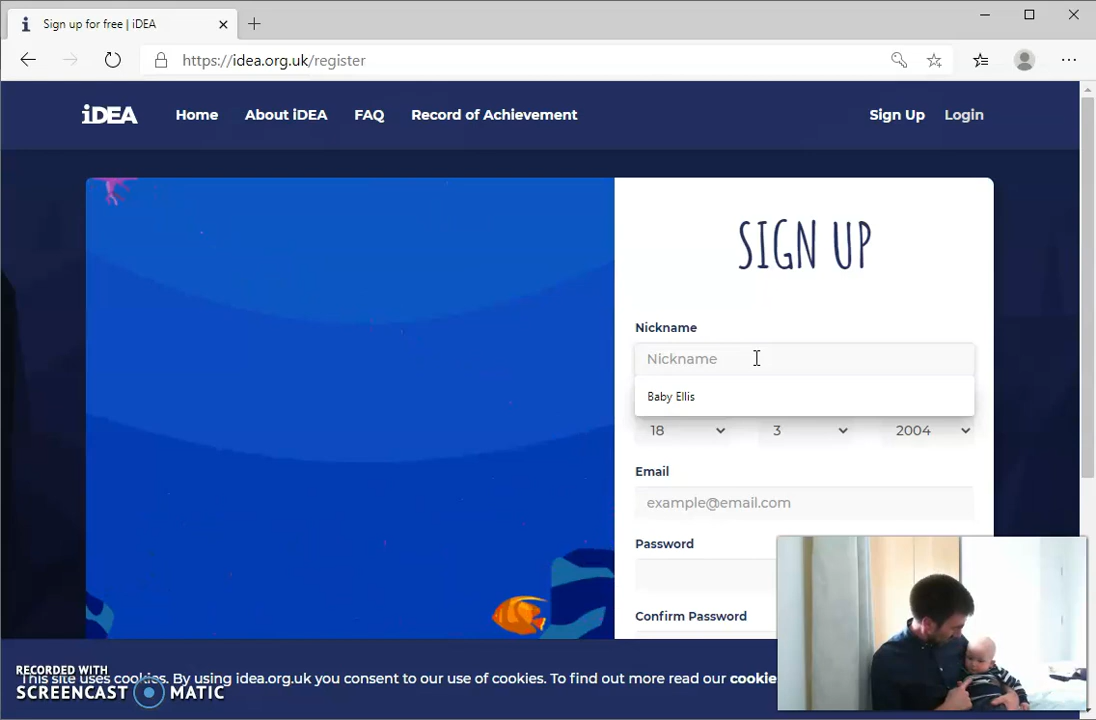 Sign up for free | iDEA
https://idea.org.uk/register
iDEA
Home
About iDEA
FAQ
Record of Achievement
Sign Up
Login
SIGN UP
Nickname
Nickname
Baby Ellis
18
3
2004
Email
example@email.com
Password
Confirm Password
This site uses cookies. By using idea.org.uk you consent to our use of cookies. To find out more read our cookie
RECORDED WITH
SCREENCAST MATIC